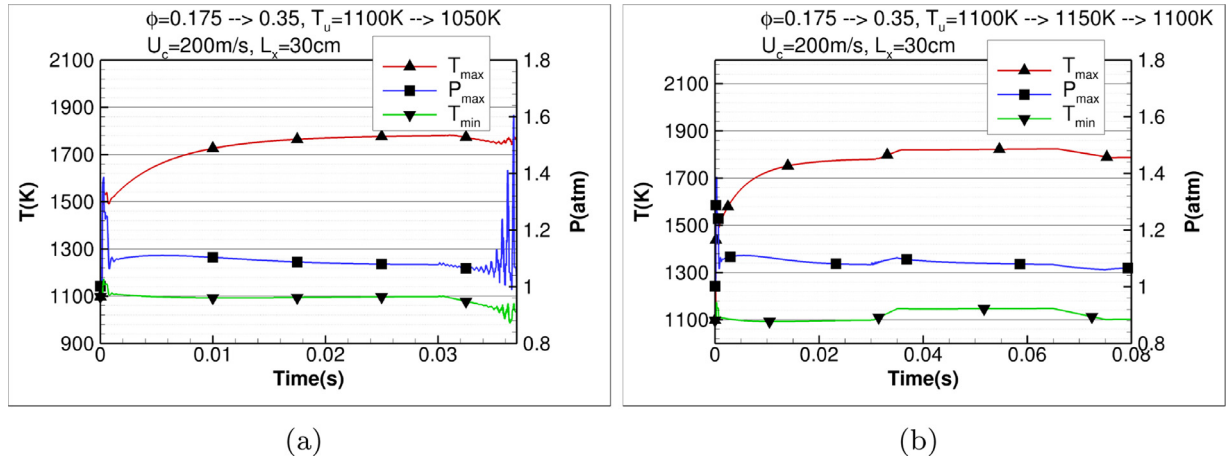 ϕ=0.175 --> 0.35, T_u=1100K --> 1050K
U_c=200m/s, L_x=30cm
T_max
P_max
T_min
2100
1900
1700
1500
1300
1100
900
T(K)
1.8
1.6
1.4
1.2
1
0.8
P(atm)
0
0.01
0.02
0.03
Time(s)
(a)
ϕ=0.175 --> 0.35, T_u=1100K --> 1150K --> 1100K
U_c=200m/s, L_x=30cm
T_max
P_max
T_min
2100
1900
1700
1500
1300
1100
T(K)
1.8
1.6
1.4
1.2
1
0.8
P(atm)
0
0.02
0.04
0.06
0.08
Time(s)
(b)